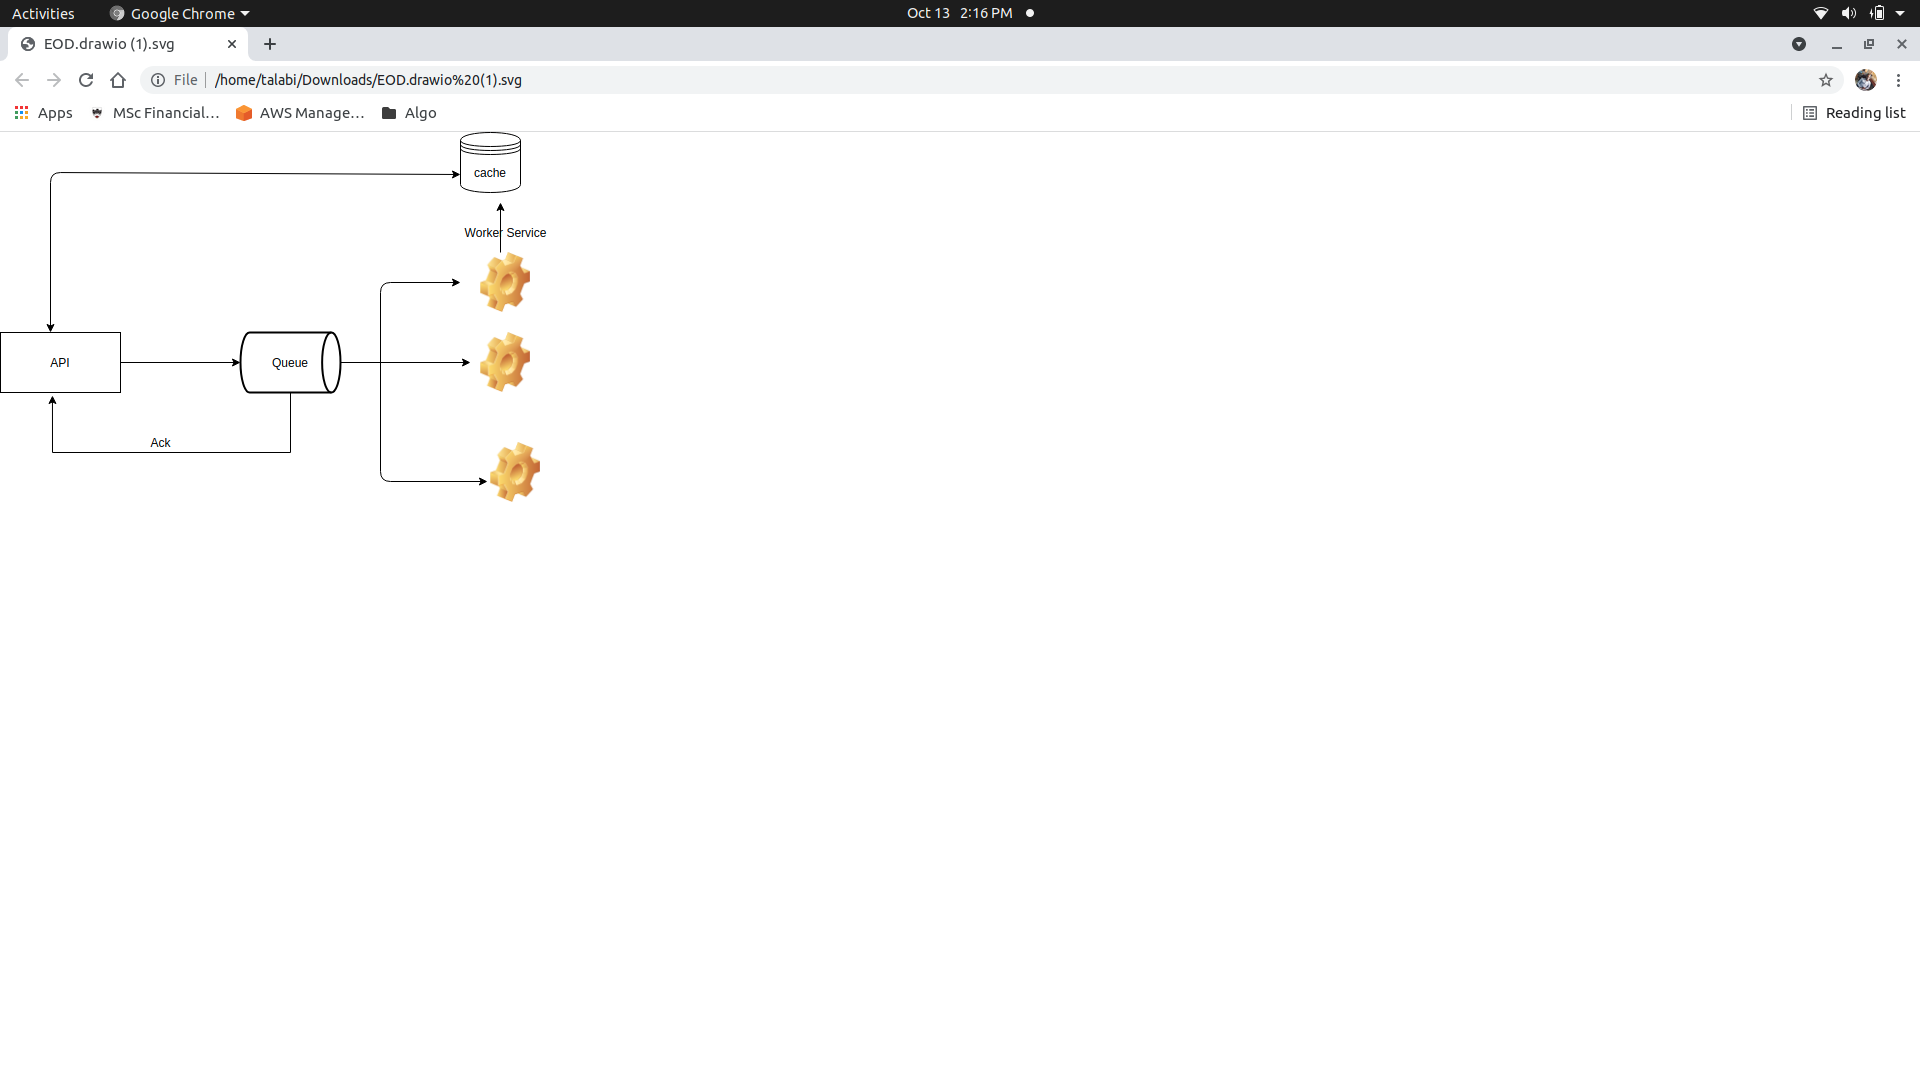 Activities Google Chrome Oct 13 2:16 PM
EOD.drawio (1).svg
File /home/talabi/Downloads/EOD.drawio%20(1).svg
Apps MSc Financial... AWS Manage... Algo Reading list
cache
Worker Service
API
Queue
Ack